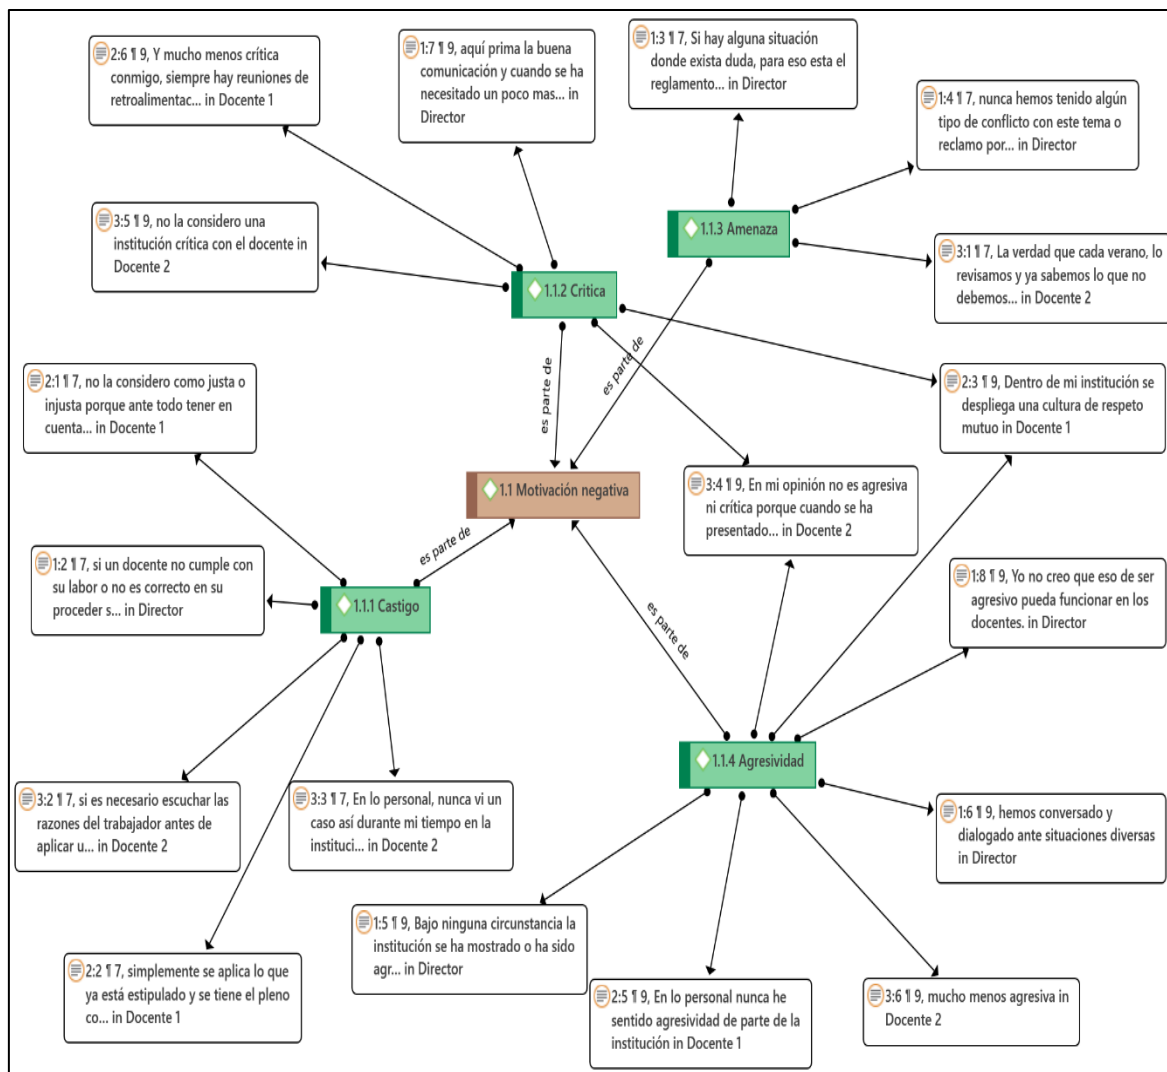 2:6 ¶ 9, Y mucho menos crítica
conmigo, siempre hay reuniones de
retroalimentac... in Docente 1
1:7 ¶ 9, aquí prima la buena
comunicación y cuando se ha
necesitado un poco mas... in
Director
1:3 ¶ 7, Si hay alguna situación
donde exista duda, para eso esta el
reglamento... in Director
1:4 ¶ 7, nunca hemos tenido algún
tipo de conflicto con este tema o
reclamo por... in Director
3:5 ¶ 9, no la considero una
institución crítica con el docente in
Docente 2
1.1.3 Amenaza
3:1 ¶ 7, La verdad que cada verano, lo
revisamos y ya sabemos lo que no
debemos... in Docente 2
1.1.2 Critica
es parte de
es parte de
2:1 ¶ 7, no la considero como justa o
injusta porque ante todo tener en
cuenta... in Docente 1
2:3 ¶ 9, Dentro de mi institución se
despliega una cultura de respeto
mutuo in Docente 1
1.1 Motivación negativa
3:4 ¶ 9, En mi opinión no es agresiva
ni crítica porque cuando se ha
presentado... in Docente 2
es parte de
1:2 ¶ 7, si un docente no cumple con
su labor o no es correcto en su
proceder s... in Director
1.1.1 Castigo
es parte de
1:8 ¶ 9, Yo no creo que eso de ser
agresivo pueda funcionar en los
docentes. in Director
1.1.4 Agresividad
3:2 ¶ 7, si es necesario escuchar las
razones del trabajador antes de
aplicar u... in Docente 2
3:3 ¶ 7, En lo personal, nunca vi un
caso así durante mi tiempo en la
instituci... in Docente 2
1:6 ¶ 9, hemos conversado y
dialogado ante situaciones diversas
in Director
1:5 ¶ 9, Bajo ninguna circunstancia la
institución se ha mostrado o ha sido
agr... in Director
2:2 ¶ 7, simplemente se aplica lo que
ya está estipulado y se tiene el pleno
co... in Docente 1
2:5 ¶ 9, En lo personal nunca he
sentido agresividad de parte de la
institución in Docente 1
3:6 ¶ 9, mucho menos agresiva in
Docente 2